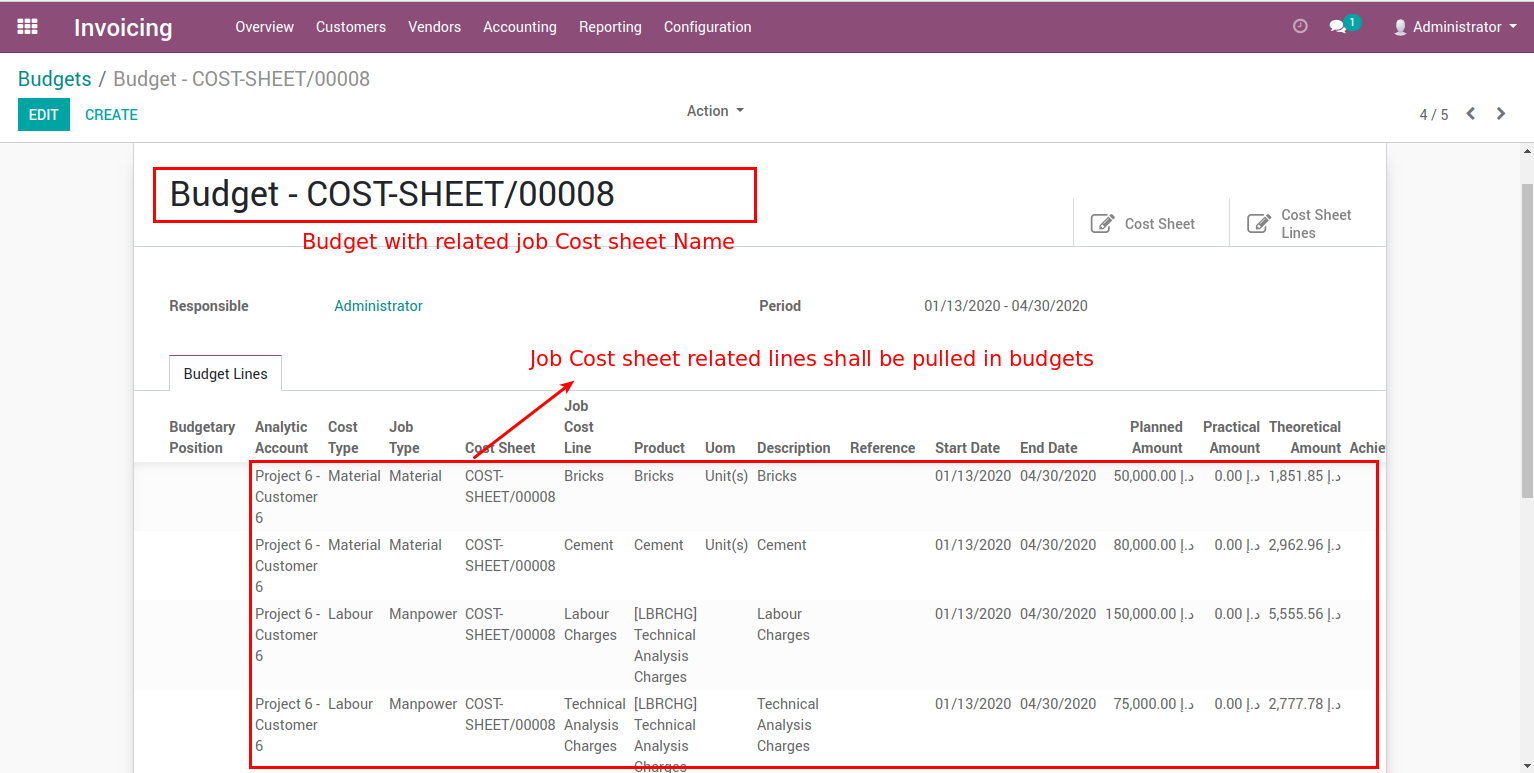 Invoicing Overview Customers Vendors Accounting Reporting Configuration 1 Administrator
Budgets / Budget - COST-SHEET/00008
EDIT CREATE Action 4 / 5
Budget - COST-SHEET/00008
Cost Sheet
Cost Sheet
Lines
Budget with related job Cost sheet Name
Responsible Administrator Period 01/13/2020 - 04/30/2020
Job Cost sheet related lines shall be pulled in budgets
Budget Lines
Job
Budgetary Analytic Cost Job Cost Planned Practical Theoretical
Position Account Type Type Cost Sheet Line Product Uom Description Reference Start Date End Date Amount Amount Amount Achie
Project 6 - Material Material COST- Bricks Bricks Unit(s) Bricks 01/13/2020 04/30/2020 50,000.00 د.إ 0.00 د.إ 1,851.85 د.إ
Customer SHEET/00008
6
Project 6 - Material Material COST- Cement Cement Unit(s) Cement 01/13/2020 04/30/2020 80,000.00 د.إ 0.00 د.إ 2,962.96 د.إ
Customer SHEET/00008
6
Project 6 - Labour Manpower COST- Labour [LBRCHG] Labour 01/13/2020 04/30/2020 150,000.00 د.إ 0.00 د.إ 5,555.56 د.إ
Customer SHEET/00008 Charges Technical Charges
6 Analysis
Charges
Project 6 - Labour Manpower COST- Technical [LBRCHG] Technical 01/13/2020 04/30/2020 75,000.00 د.إ 0.00 د.إ 2,777.78 د.إ
Customer SHEET/00008 Analysis Technical Analysis
6 Charges Analysis Charges
Charges